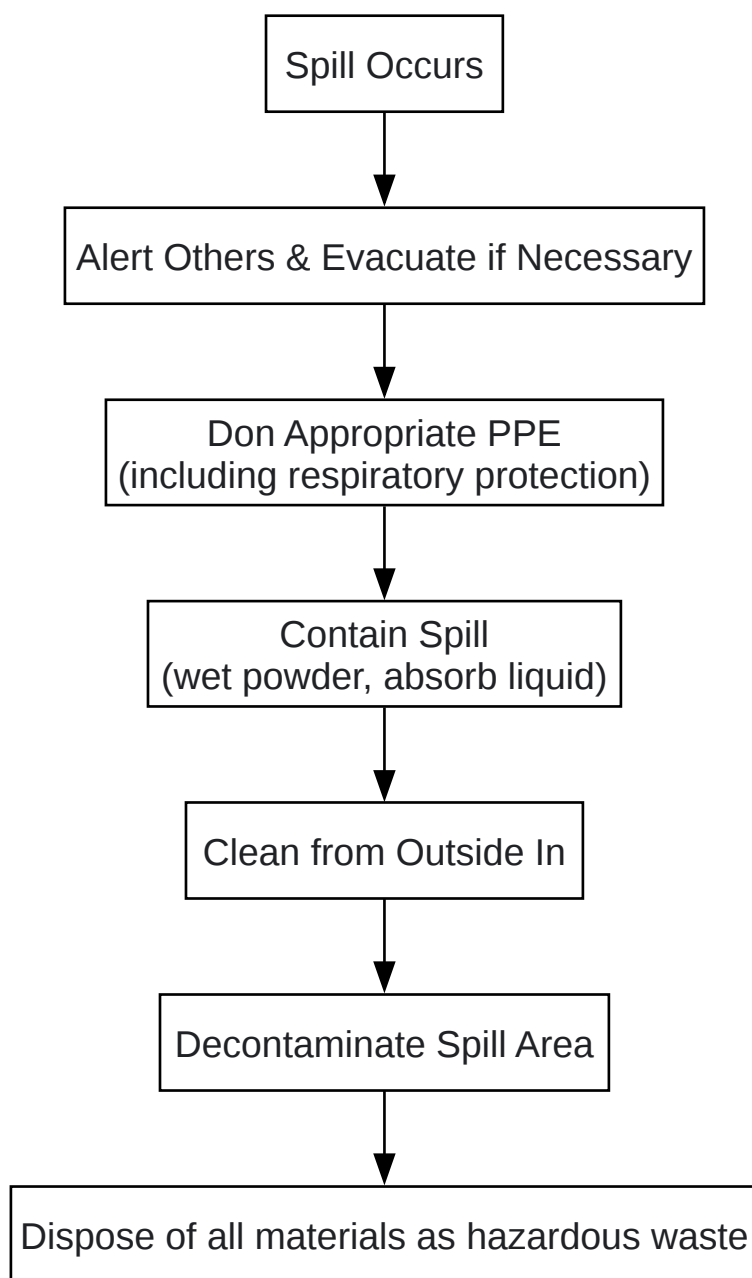 Spill Occurs
Alert Others & Evacuate if Necessary
Don Appropriate PPE
(including respiratory protection)
Contain Spill
(wet powder, absorb liquid)
Clean from Outside In
Decontaminate Spill Area
Dispose of all materials as hazardous waste